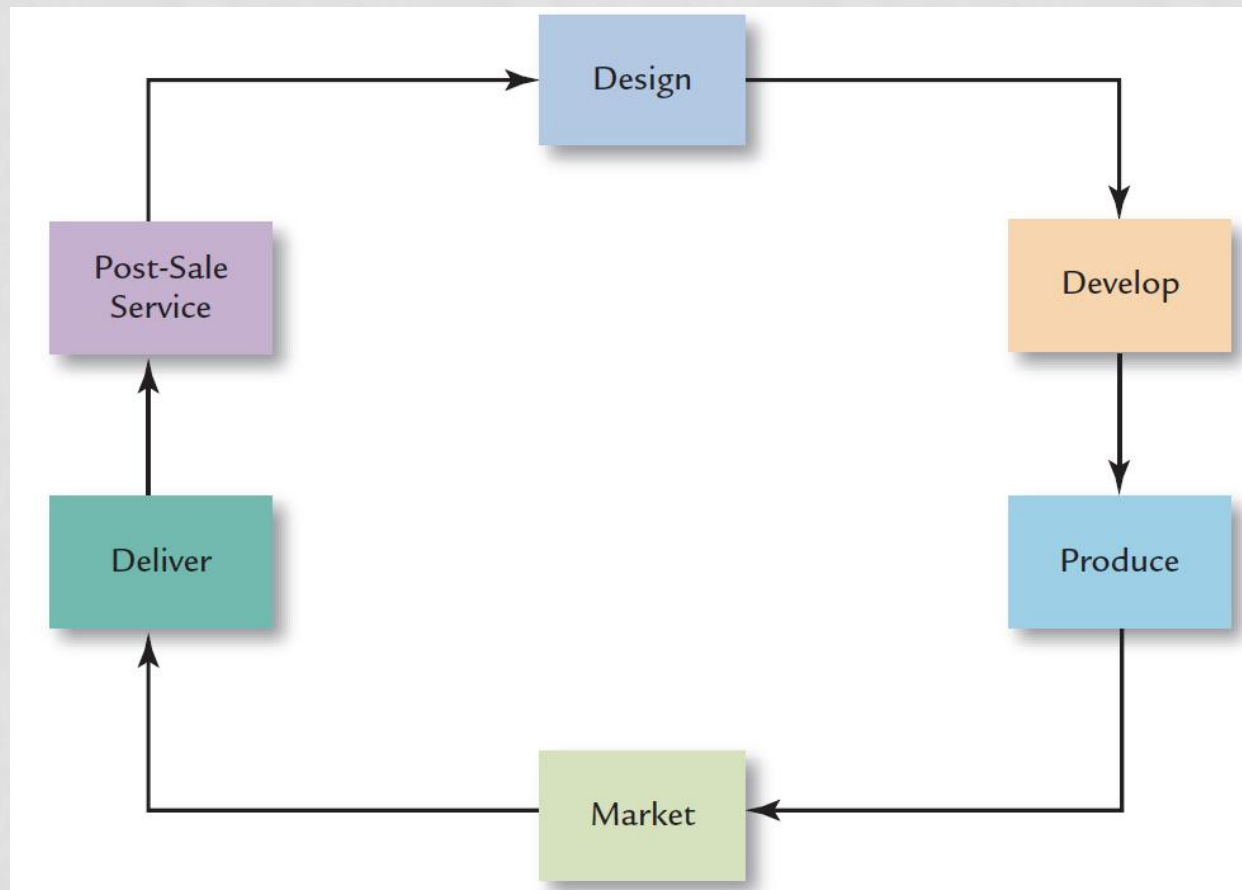 Design
Develop
Produce
Market
Deliver
Post-Sale
Service